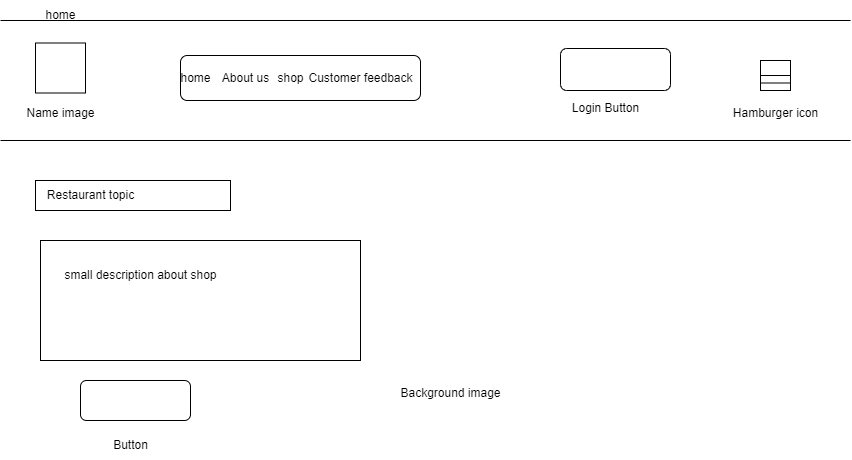 home
home About us shop Customer feedback
Name image
Login Button
Hamburger icon
Restaurant topic
small description about shop
Background image
Button